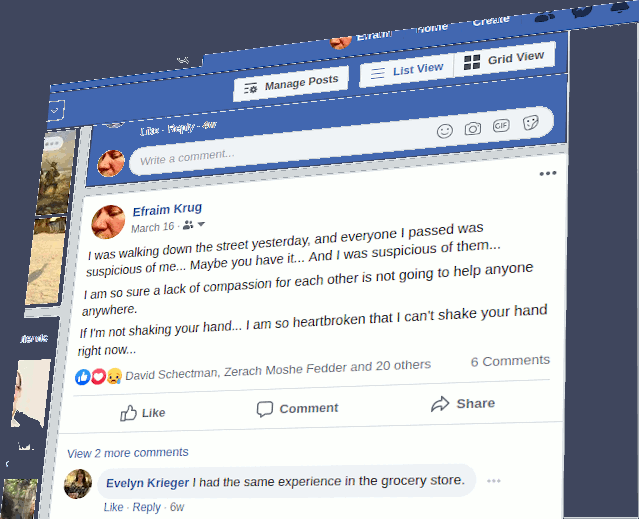 Efraim Home Create
Manage Posts
List View
Grid View
Like · Reply · 6w
Write a comment...
GIF
Efraim Krug
March 16 ·
I was walking down the street yesterday, and everyone I passed was
suspicious of me... Maybe you have it... And I was suspicious of them...
I am so sure a lack of compassion for each other is not going to help anyone
anywhere.
If I'm not shaking your hand... I am so heartbroken that I can't shake your hand
right now...
David Schectman, Zerach Moshe Fedder and 20 others
6 Comments
Like
Comment
Share
View 2 more comments
Evelyn Krieger I had the same experience in the grocery store.
Like · Reply · 6w